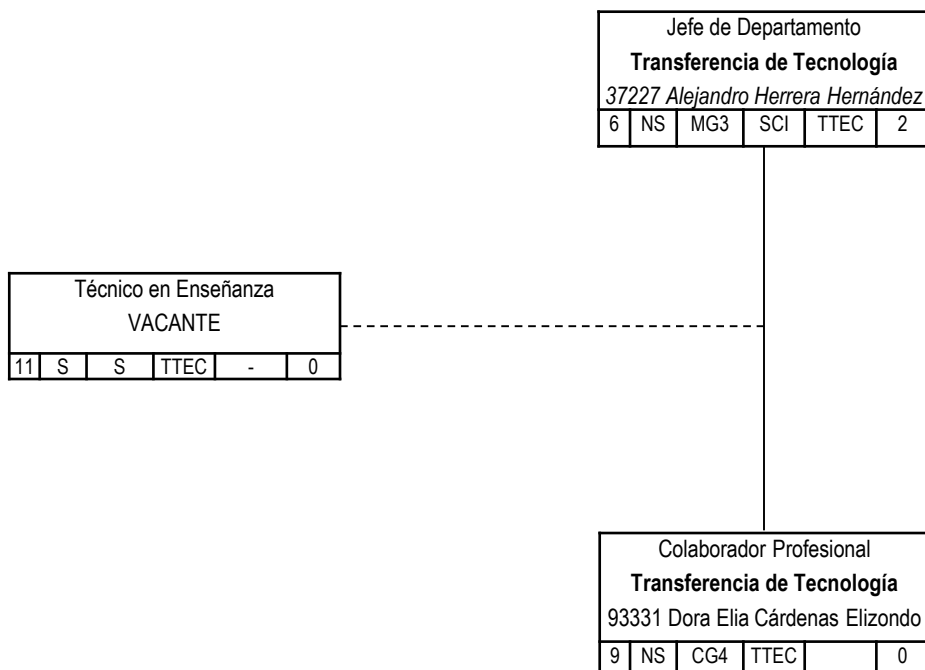 Jefe de Departamento
Transferencia de Tecnología
37227 Alejandro Herrera Hernández
6 NS MG3 SCI TTEC 2
Técnico en Enseñanza
VACANTE
11 S S TTEC - 0
Colaborador Profesional
Transferencia de Tecnología
93331 Dora Elia Cárdenas Elizondo
9 NS CG4 TTEC 0